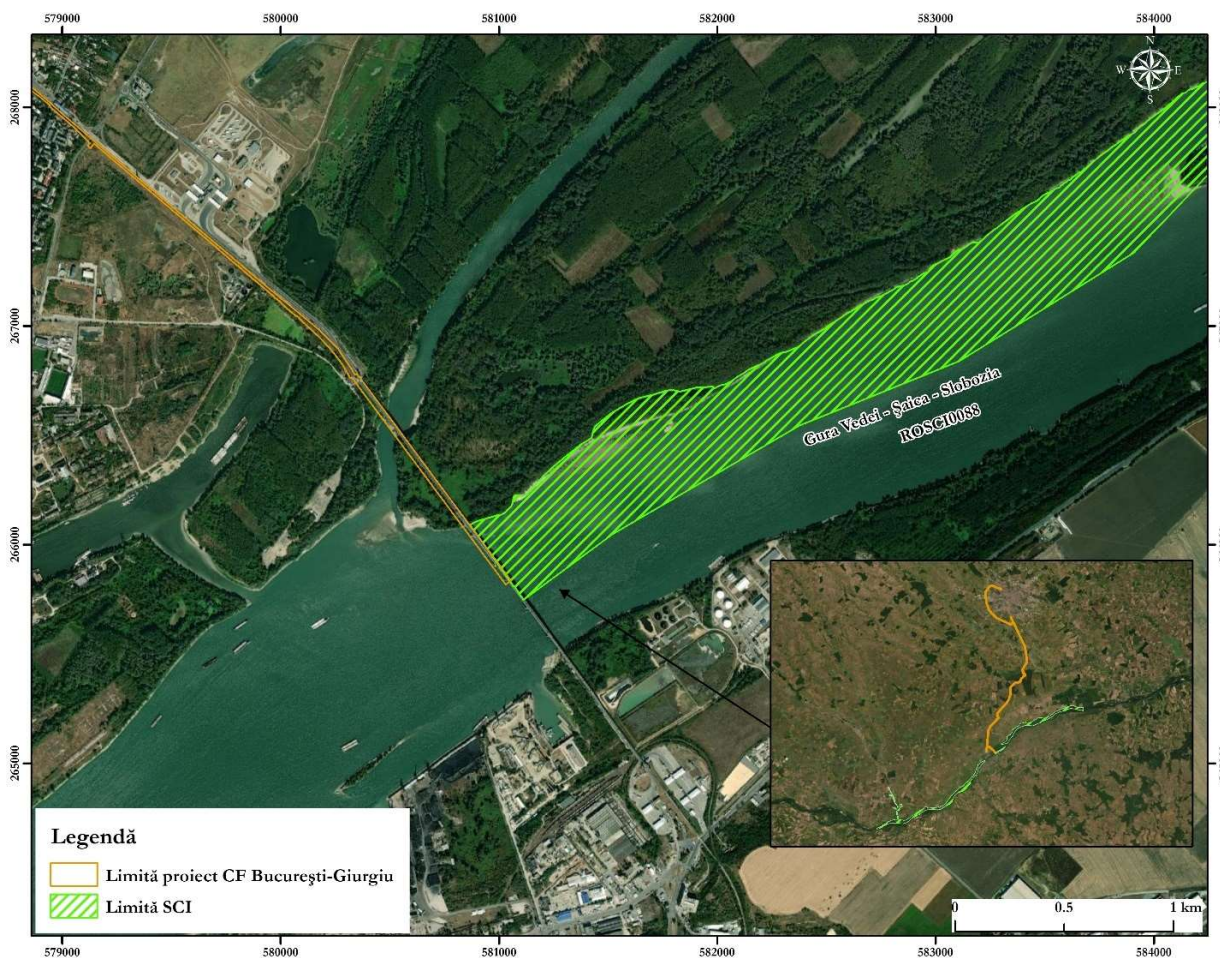 579000 580000 581000 582000 583000 584000
N
W E
S
268000
267000
266000
265000
Gura Vedei - Șaica - Slobozia
ROSCI0088
Legendă
Limită proiect CF Bucureşti-Giurgiu
Limită SCI
0 0.5 1 km
579000 580000 581000 582000 583000 584000